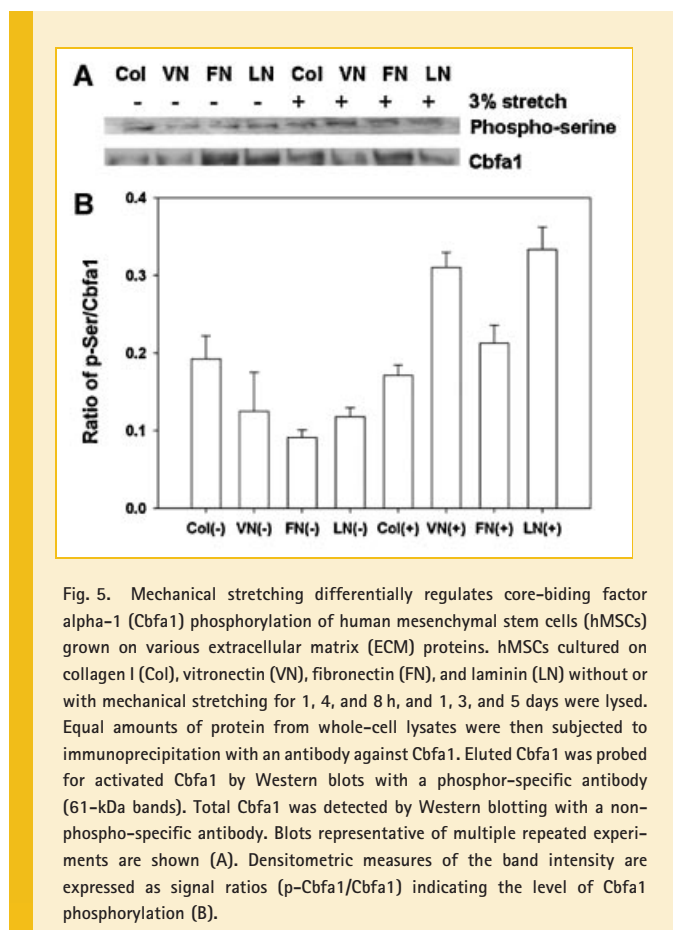 A Col VN FN LN Col VN FN LN
- - - - + + + + 3% stretch
Phospho-serine
Cbfa1
B
0.4
0.3
0.2
0.1
0.0
Ratio of p-Ser/Cbfa1
Col(-) VN(-) FN(-) LN(-) Col(+) VN(+) FN(+) LN(+)
Fig. 5. Mechanical stretching differentially regulates core-biding factor
alpha-1 (Cbfa1) phosphorylation of human mesenchymal stem cells (hMSCs)
grown on various extracellular matrix (ECM) proteins. hMSCs cultured on
collagen I (Col), vitronectin (VN), fibronectin (FN), and laminin (LN) without or
with mechanical stretching for 1, 4, and 8 h, and 1, 3, and 5 days were lysed.
Equal amounts of protein from whole-cell lysates were then subjected to
immunoprecipitation with an antibody against Cbfa1. Eluted Cbfa1 was probed
for activated Cbfa1 by Western blots with a phosphor-specific antibody
(61-kDa bands). Total Cbfa1 was detected by Western blotting with a non-
phospho-specific antibody. Blots representative of multiple repeated experi-
ments are shown (A). Densitometric measures of the band intensity are
expressed as signal ratios (p-Cbfa1/Cbfa1) indicating the level of Cbfa1
phosphorylation (B).